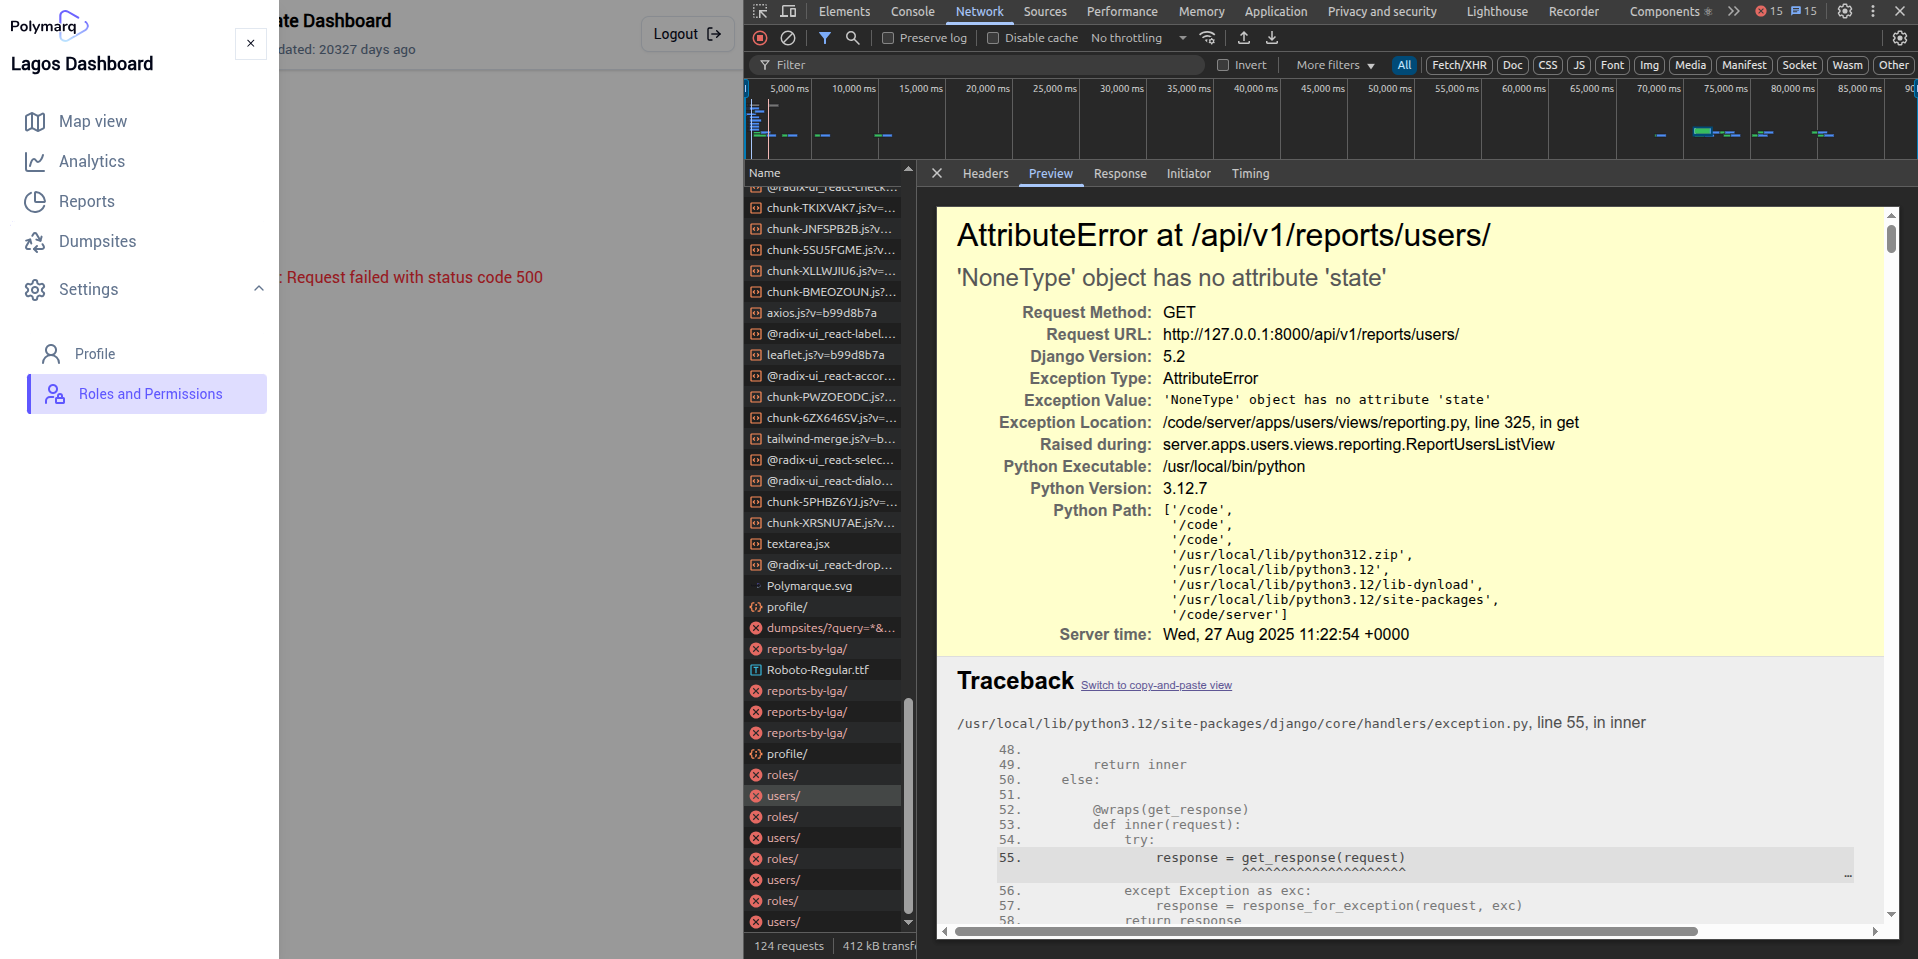 Polymarq
×
Lagos Dashboard
Map view
Analytics
Reports
Dumpsites
Settings
Profile
Roles and Permissions
ate Dashboard
dated: 20327 days ago
Logout
: Request failed with status code 500
Elements Console Network Sources Performance Memory Application Privacy and security Lighthouse Recorder Components 15 15
Preserve log Disable cache No throttling
Filter Invert More filters All Fetch/XHR Doc CSS JS Font Img Media Manifest Socket Wasm Other
5,000 ms 10,000 ms 15,000 ms 20,000 ms 25,000 ms 30,000 ms 35,000 ms 40,000 ms 45,000 ms 50,000 ms 55,000 ms 60,000 ms 65,000 ms 70,000 ms 75,000 ms 80,000 ms 85,000 ms 90
Name
@radix-ui_react-check...
chunk-TKIXVAK7.js?v=...
chunk-JNFSPB2B.js?v...
chunk-5SU5FGME.js?v...
chunk-XLLWJIU6.js?v=...
chunk-BMEOZOUN.js?...
axios.js?v=b99d8b7a
@radix-ui_react-label....
leaflet.js?v=b99d8b7a
@radix-ui_react-accor...
chunk-PWZOEODC.js?...
chunk-6ZX646SV.js?v=...
tailwind-merge.js?v=b...
@radix-ui_react-selec...
@radix-ui_react-dialo...
chunk-5PHBZ6YJ.js?v=...
chunk-XRSNU7AE.js?v...
textarea.jsx
@radix-ui_react-drop...
Polymarque.svg
profile/
dumpsites/?query=*&...
reports-by-lga/
Roboto-Regular.ttf
reports-by-lga/
reports-by-lga/
reports-by-lga/
profile/
roles/
users/
roles/
users/
roles/
users/
roles/
users/
124 requests 412 kB transf
Headers Preview Response Initiator Timing
AttributeError at /api/v1/reports/users/
'NoneType' object has no attribute 'state'
Request Method: GET
Request URL: http://127.0.0.1:8000/api/v1/reports/users/
Django Version: 5.2
Exception Type: AttributeError
Exception Value: 'NoneType' object has no attribute 'state'
Exception Location: /code/server/apps/users/views/reporting.py, line 325, in get
Raised during: server.apps.users.views.reporting.ReportUsersListView
Python Executable: /usr/local/bin/python
Python Version: 3.12.7
Python Path: ['/code',
'/code',
'/code',
'/usr/local/lib/python312.zip',
'/usr/local/lib/python3.12',
'/usr/local/lib/python3.12/lib-dynload',
'/usr/local/lib/python3.12/site-packages',
'/code/server']
Server time: Wed, 27 Aug 2025 11:22:54 +0000
Traceback Switch to copy-and-paste view
/usr/local/lib/python3.12/site-packages/django/core/handlers/exception.py, line 55, in inner
48.
49. return inner
50. else:
51.
52. @wraps(get_response)
53. def inner(request):
54. try:
55. response = get_response(request)
^^^^^^^^^^^^^^^^^^^^^
…
56. except Exception as exc:
57. response = response_for_exception(request, exc)
58. return response